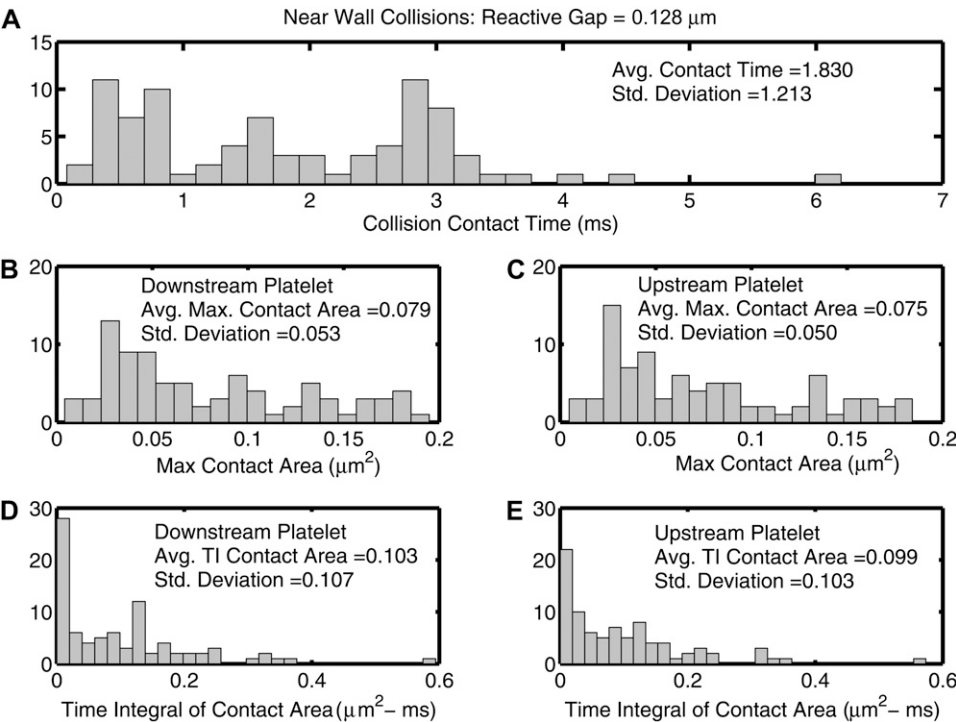 A
Near Wall Collisions: Reactive Gap = 0.128 μm
15
10
5
0
Avg. Contact Time =1.830
Std. Deviation =1.213
0 1 2 3 4 5 6 7
Collision Contact Time (ms)
B
20
10
0
Downstream Platelet
Avg. Max. Contact Area =0.079
Std. Deviation =0.053
0 0.05 0.1 0.15 0.2
Max Contact Area (μm²)
C
20
10
0
Upstream Platelet
Avg. Max. Contact Area =0.075
Std. Deviation =0.050
0 0.05 0.1 0.15 0.2
Max Contact Area (μm²)
D
30
20
10
0
Downstream Platelet
Avg. TI Contact Area =0.103
Std. Deviation =0.107
0 0.2 0.4 0.6
Time Integral of Contact Area (μm²– ms)
E
30
20
10
0
Upstream Platelet
Avg. TI Contact Area =0.099
Std. Deviation =0.103
0 0.2 0.4 0.6
Time Integral of Contact Area (μm²– ms)